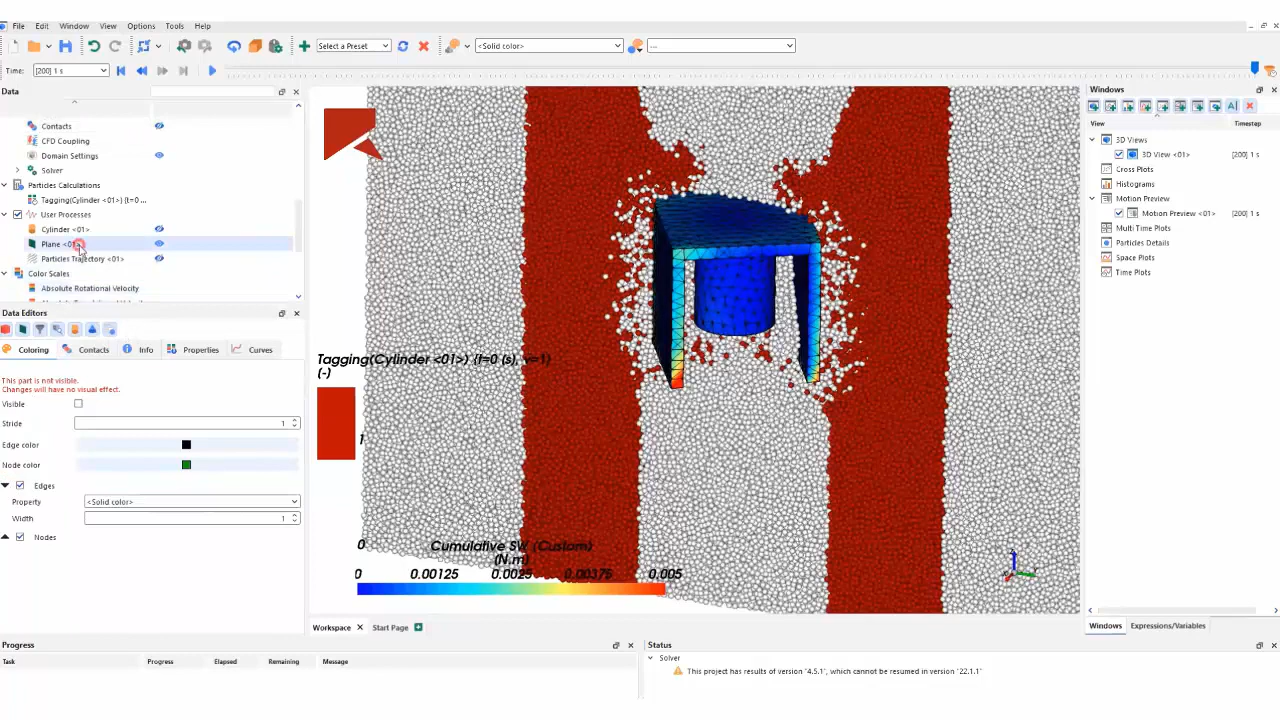 File Edit Window View Options Tools Help
Select a Preset
<Solid color>
---
Time: [200] 1 s
Data
Contacts
CFD Coupling
Domain Settings
Solver
Particles Calculations
Tagging(Cylinder <01>) (t=0 ...
User Processes
Cylinder <01>
Plane <01>
Particles Trajectory <01>
Color Scales
Absolute Rotational Velocity
Data Editors
Coloring Contacts Info Properties Curves
This part is not visible.
Changes will have no visual effect.
Visible
Stride 1
Edge color
Node color
Edges
Property <Solid color>
Width 1
Nodes
Tagging(Cylinder <01>) (t=0 (s), v=1)
(-)
1
0
Cumulative SW (Custom)
(N.m)
0 0.00125 0.0025 0.00375 0.005
Workspace Start Page
Windows
View Timestep
3D Views
3D View <01> [200] 1 s
Cross Plots
Histograms
Motion Preview
Motion Preview <01> [200] 1 s
Multi Time Plots
Particles Details
Space Plots
Time Plots
Windows Expressions/Variables
Progress
Task Progress Elapsed Remaining Message
Status
Solver
This project has results of version "4.5.1", which cannot be resumed in version "22.1.1"